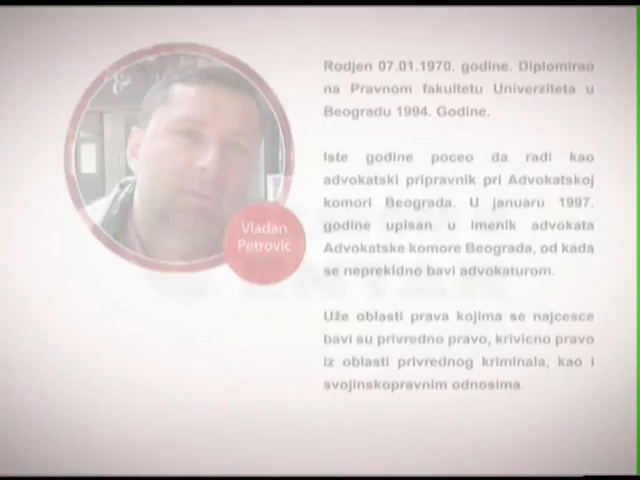 Vladan
Petrović
Rodjen 07.01.1970. godine. Diplomirao
na Pravnom fakultetu Univerziteta u
Beogradu 1994. Godine.
Iste godine poceo da radi kao
advokatski pripravnik pri Advokatskoj
komori Beograda. U januaru 1997.
godine upisan u imenik advokata
Advokatske komore Beograda, od kada
se neprekidno bavi advokaturom.
Uže oblasti prava kojima se najcesce
bavi su privredno pravo, krivicno pravo
iz oblasti privrednog kriminala, kao i
svojinskopravnim odnosima.